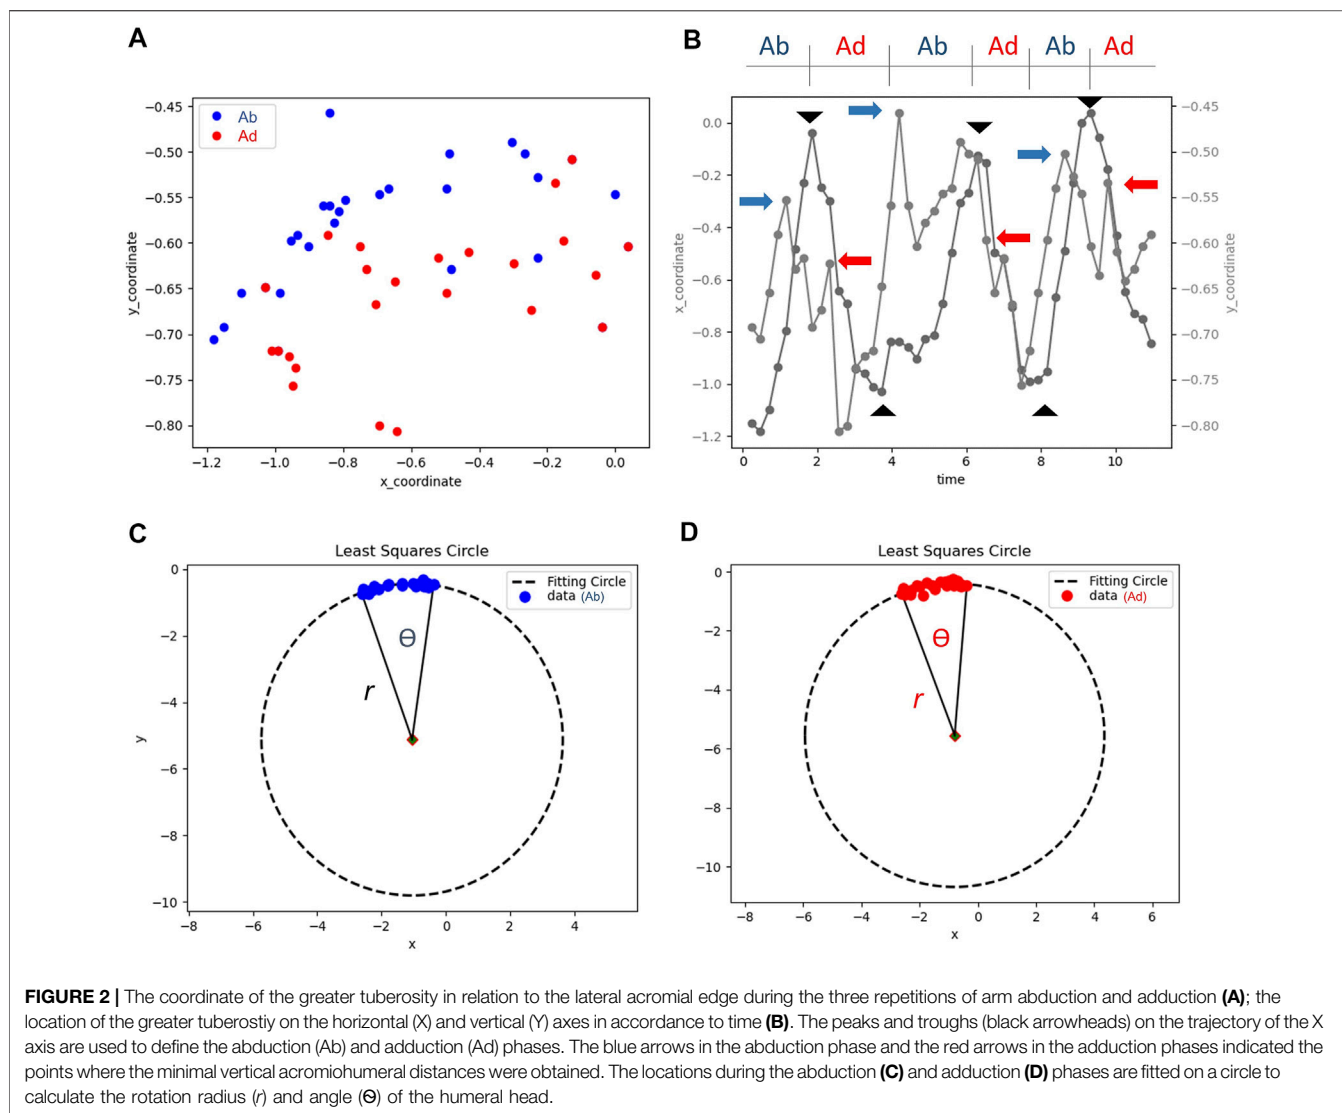 A
−0.45
−0.50
−0.55
−0.60
−0.65
−0.70
−0.75
−0.80
y_coordinate
Ab
Ad
−1.2 −1.0 −0.8 −0.6 −0.4 −0.2 0.0
x_coordinate
B
Ab Ad Ab Ad Ab Ad
0.0
−0.2
−0.4
−0.6
−0.8
−1.0
−1.2
x_coordinate
−0.45
−0.50
−0.55
−0.60
−0.65
−0.70
−0.75
−0.80
y_coordinate
0 2 4 6 8 10
time
C
Least Squares Circle
0
−2
−4
−6
−8
−10
y
Fitting Circle
data (Ab)
Θ
r
−8 −6 −4 −2 0 2 4
x
D
Least Squares Circle
0
−2
−4
−6
−8
−10
Fitting Circle
data (Ad)
Θ
r
−8 −6 −4 −2 0 2 4 6
x
FIGURE 2 | The coordinate of the greater tuberosity in relation to the lateral acromial edge during the three repetitions of arm abduction and adduction (A); the
location of the greater tuberostiy on the horizontal (X) and vertical (Y) axes in accordance to time (B). The peaks and troughs (black arrowheads) on the trajectory of the X
axis are used to define the abduction (Ab) and adduction (Ad) phases. The blue arrows in the abduction phase and the red arrows in the adduction phases indicated the
points where the minimal vertical acromiohumeral distances were obtained. The locations during the abduction (C) and adduction (D) phases are fitted on a circle to
calculate the rotation radius (r) and angle (Θ) of the humeral head.